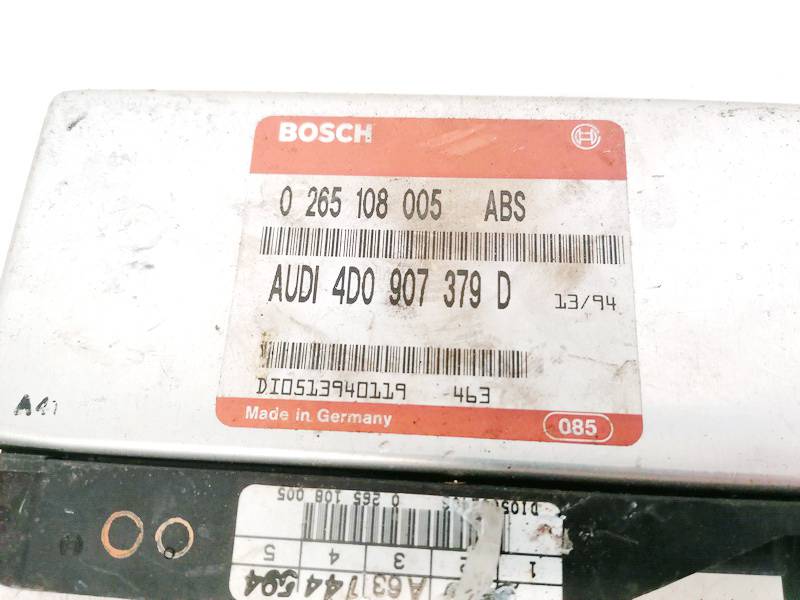 BOSCH
0 265 108 005 ABS
AUDI 4D0 907 379 D 13/94
DI0513940119 463
Made in Germany 085
0 265 108 005
1 3 4 5